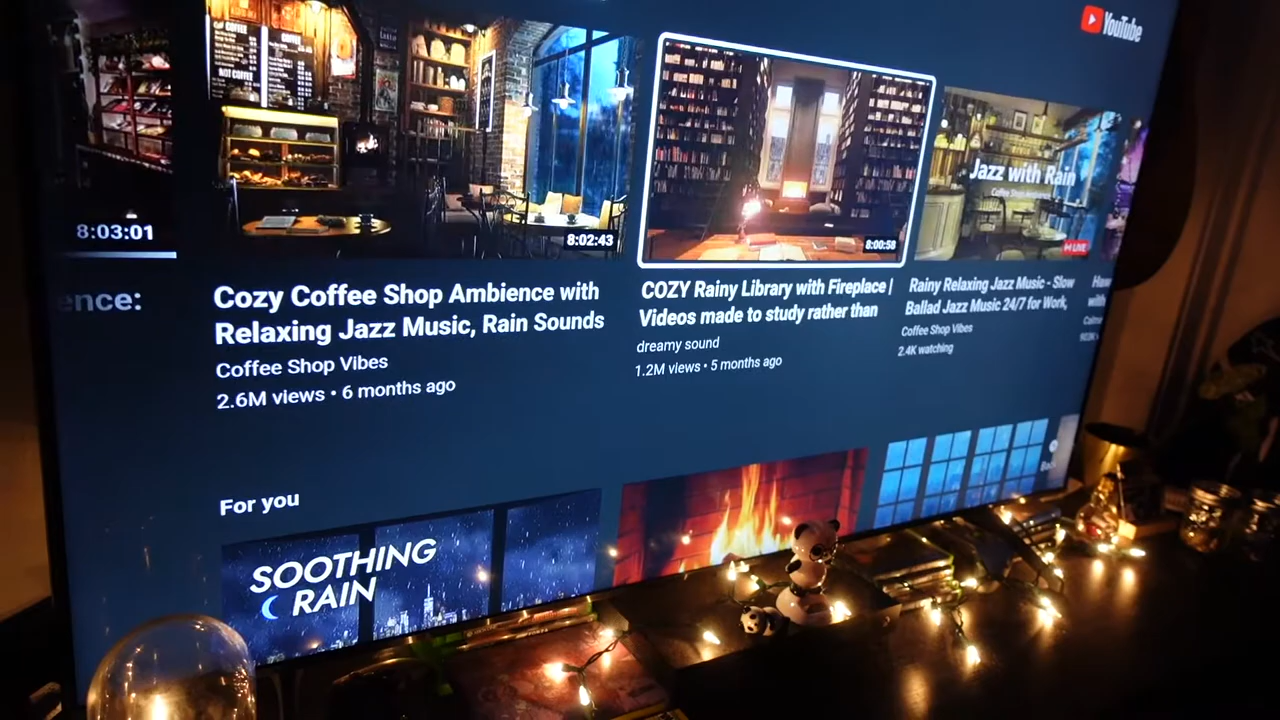 YouTube
COFFEE
HOT COFFEE
8:03:01
8:02:43
8:00:58
Jazz with Rain
Coffee Shop Ambience
LIVE
ence:
Cozy Coffee Shop Ambience with
Relaxing Jazz Music, Rain Sounds
Coffee Shop Vibes
2.6M views • 6 months ago
COZY Rainy Library with Fireplace |
Videos made to study rather than
dreamy sound
1.2M views • 5 months ago
Rainy Relaxing Jazz Music - Slow
Ballad Jazz Music 24/7 for Work,
Coffee Shop Vibes
2.4K watching
with
For you
SOOTHING
RAIN